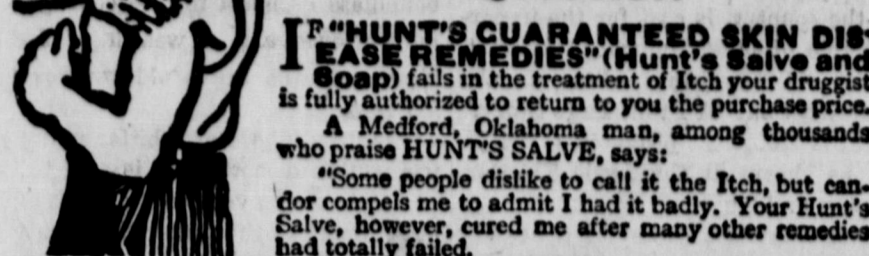 IF "HUNT'S GUARANTEED SKIN DIS-
EASE REMEDIES" (Hunt's Salve and
Soap) fails in the treatment of Itch your druggist
is fully authorized to return to you the purchase price.
A Medford, Oklahoma man, among thousands
who praise HUNT'S SALVE, says:
"Some people dislike to call it the Itch, but can-
dor compels me to admit I had it badly. Your Hunt's
Salve, however, cured me after many other remedies
had totally failed.